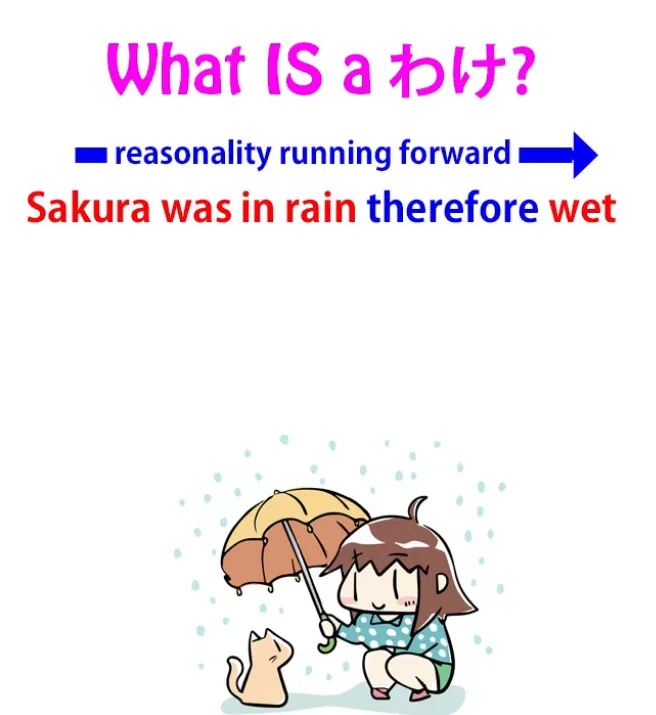 What IS a わけ?
reasonality running forward
Sakura was in rain therefore wet